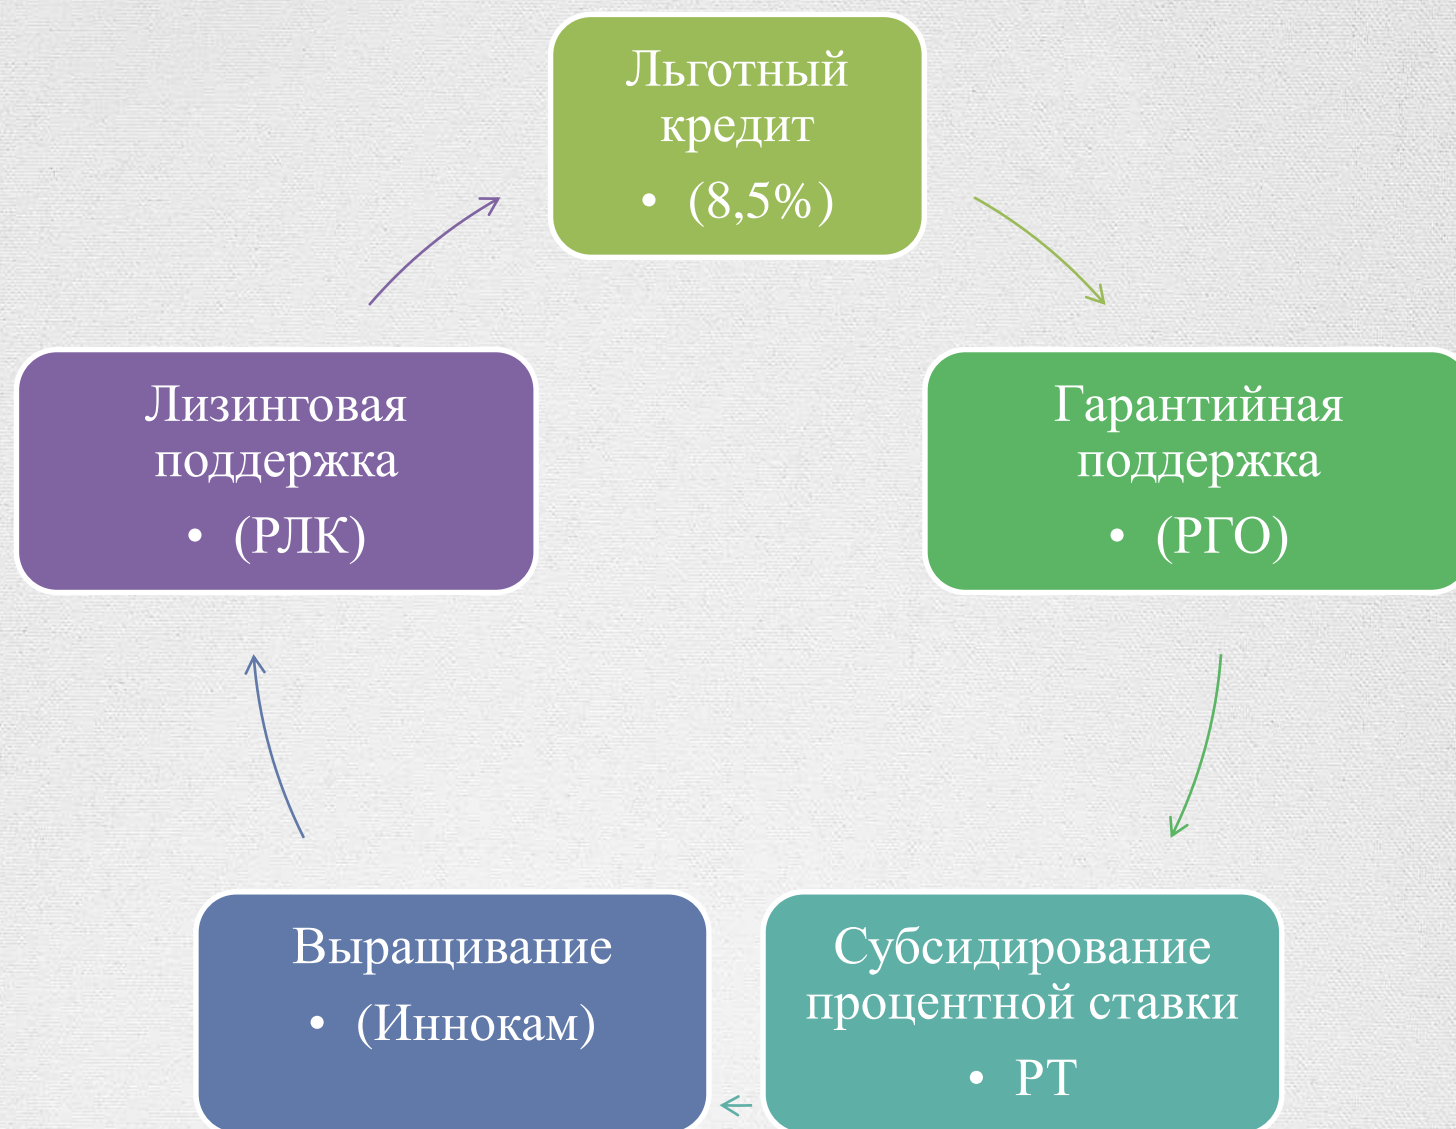 Льготный
кредит
• (8,5%)
Лизинговая
поддержка
• (РЛК)
Гарантийная
поддержка
• (РГО)
Выращивание
• (Иннокам)
Субсидирование
процентной ставки
• РТ